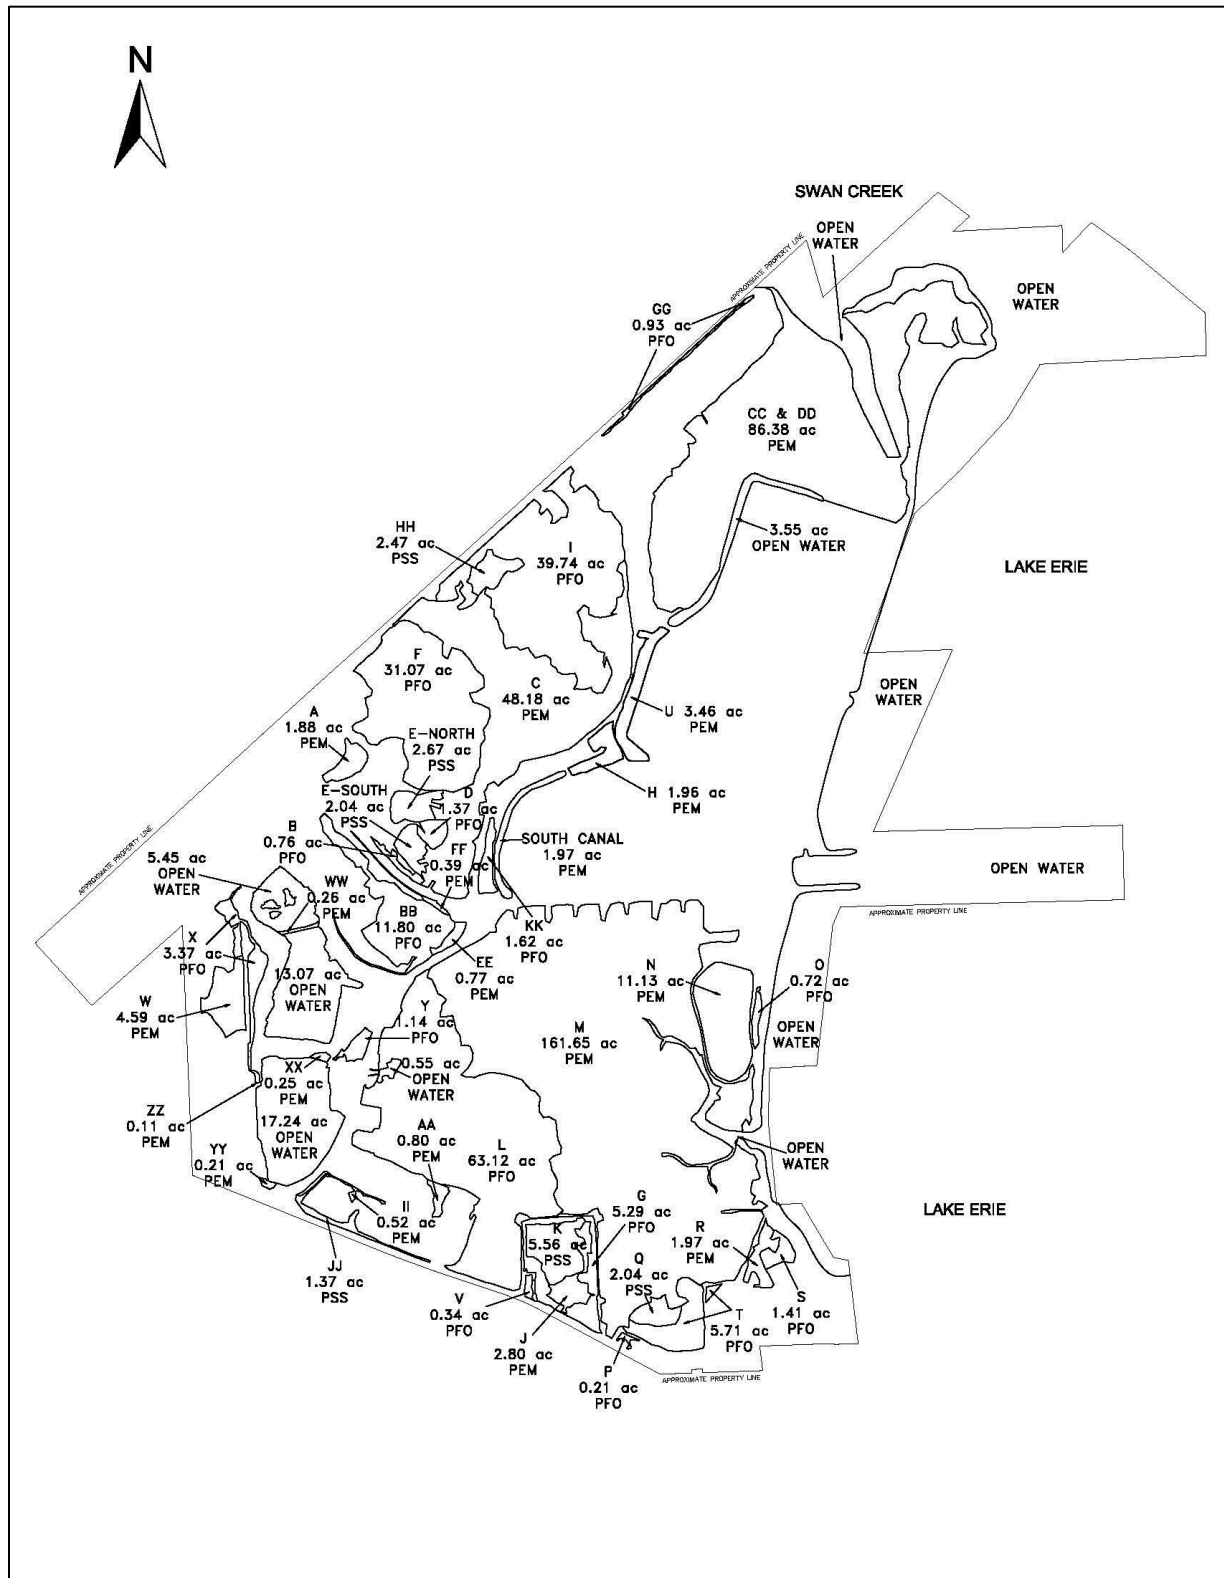 N
SWAN CREEK
OPEN
WATER
APPROXIMATE PROPERTY LINE
OPEN
WATER
GG
0.93 ac
PFO
CC & DD
86.38 ac
PEM
HH
2.47 ac
PSS
I
39.74 ac
PFO
3.55 ac
OPEN WATER
LAKE ERIE
F
31.07 ac
PFO
C
48.18 ac
PEM
OPEN
WATER
A
1.88 ac
PEM
U 3.46 ac
PEM
E-NORTH
2.67 ac
PSS
E-SOUTH
2.04 ac
PSS
D
1.37 ac
PFO
H 1.96 ac
PEM
B
0.76 ac
PFO
FF
0.39 ac
PEM
SOUTH CANAL
1.97 ac
PEM
APPROXIMATE PROPERTY LINE
5.45 ac
OPEN
WATER
WW
0.26 ac
PEM
BB
11.80 ac
PFO
OPEN WATER
APPROXIMATE PROPERTY LINE
KK
1.62 ac
PFO
EE
0.77 ac
PEM
X
3.37 ac
PFO
13.07 ac
OPEN
WATER
N
11.13 ac
PEM
O
0.72 ac
PFO
W
4.59 ac
PEM
Y
1.14 ac
PFO
M
161.65 ac
PEM
OPEN
WATER
XX
0.25 ac
PEM
0.55 ac
OPEN
WATER
ZZ
0.11 ac
PEM
17.24 ac
OPEN
WATER
AA
0.80 ac
PEM
L
63.12 ac
PFO
OPEN
WATER
YY
0.21 ac
PEM
II
0.52 ac
PEM
G
5.29 ac
PFO
LAKE ERIE
K
5.56 ac
PSS
R
1.97 ac
PEM
Q
2.04 ac
PSS
JJ
1.37 ac
PSS
V
0.34 ac
PFO
S
1.41 ac
PFO
T
5.71 ac
PFO
J
2.80 ac
PEM
P
0.21 ac
PFO
APPROXIMATE PROPERTY LINE